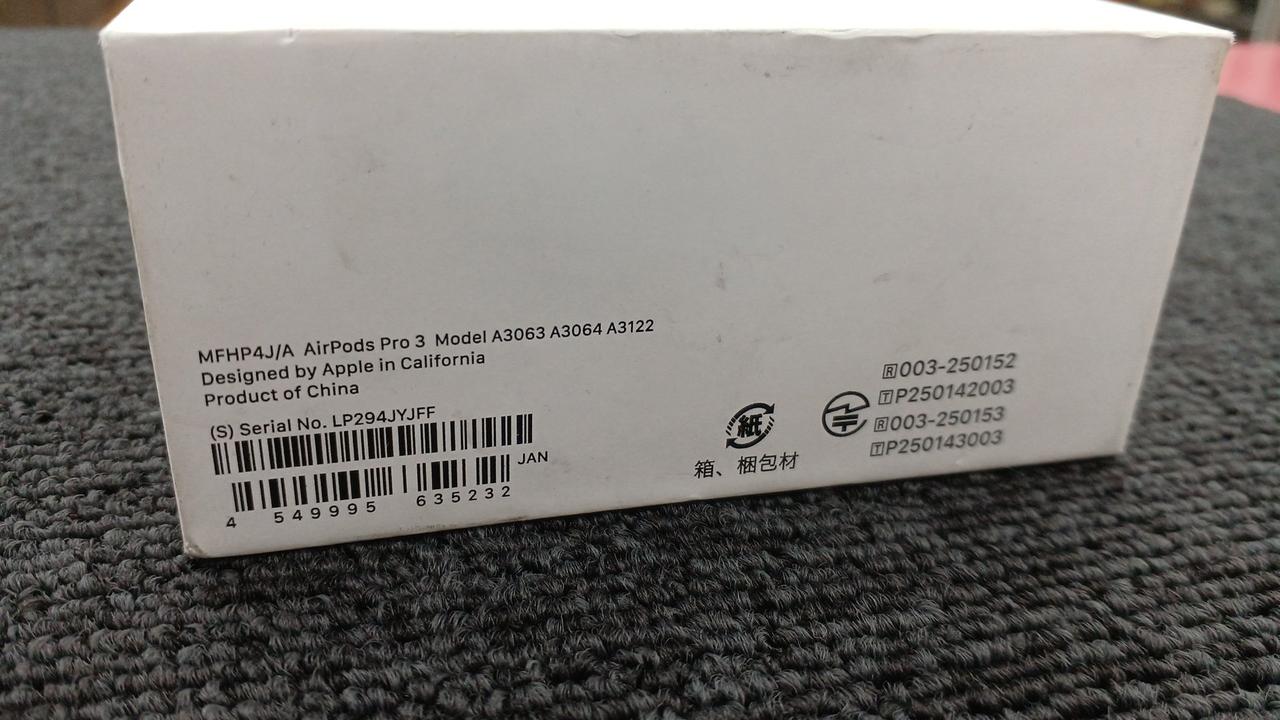 MFHP4J/A AirPods Pro 3 Model A3063 A3064 A3122
Designed by Apple in California
Product of China
(S) Serial No. LP294JYJFF
JAN
4 549995 635232
紙
箱、梱包材
R003-250152
TP250142003
R003-250153
TP250143003